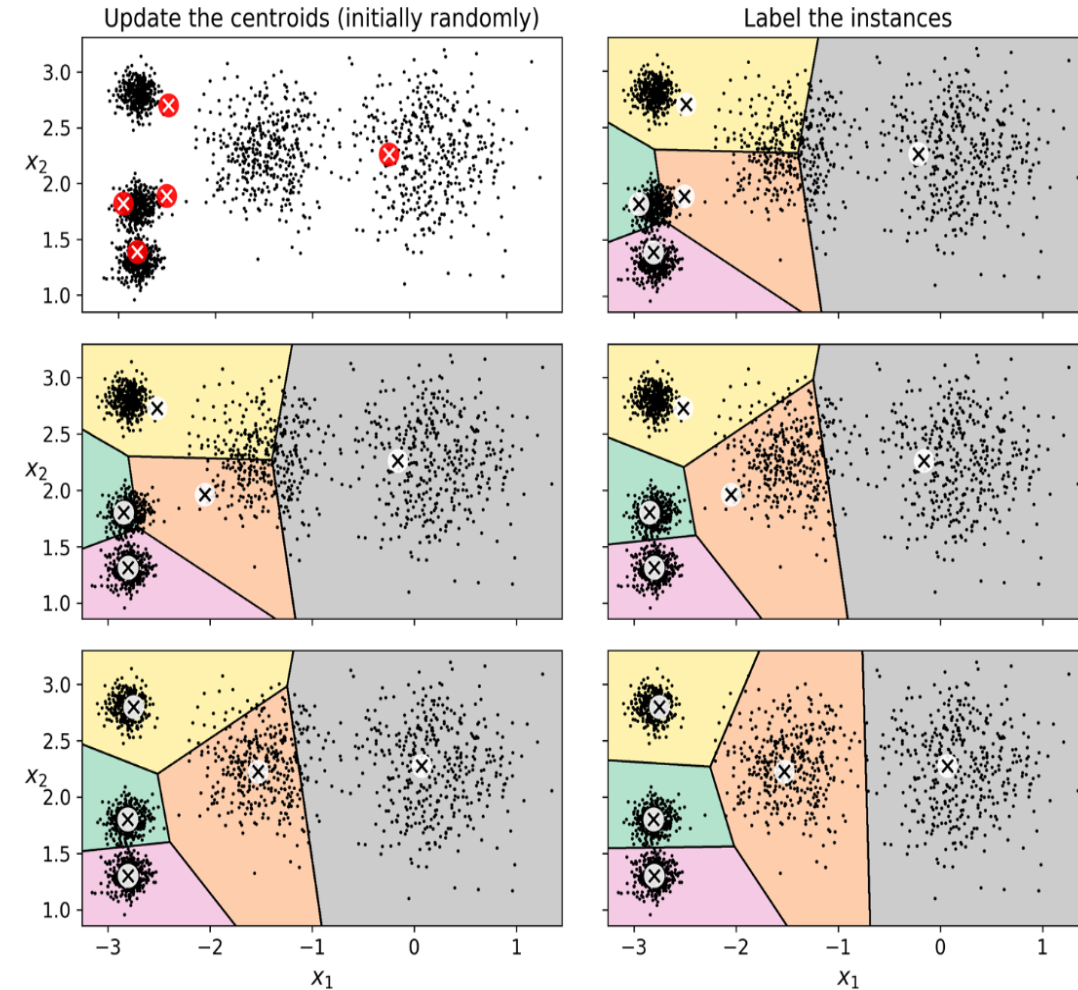 Update the centroids (initially randomly)
Label the instances
3.0
2.5
x₂
2.0
1.5
1.0
3.0
2.5
x₂
2.0
1.5
1.0
3.0
2.5
x₂
2.0
1.5
1.0
−3 −2 −1 0 1
−3 −2 −1 0 1
x₁
x₁